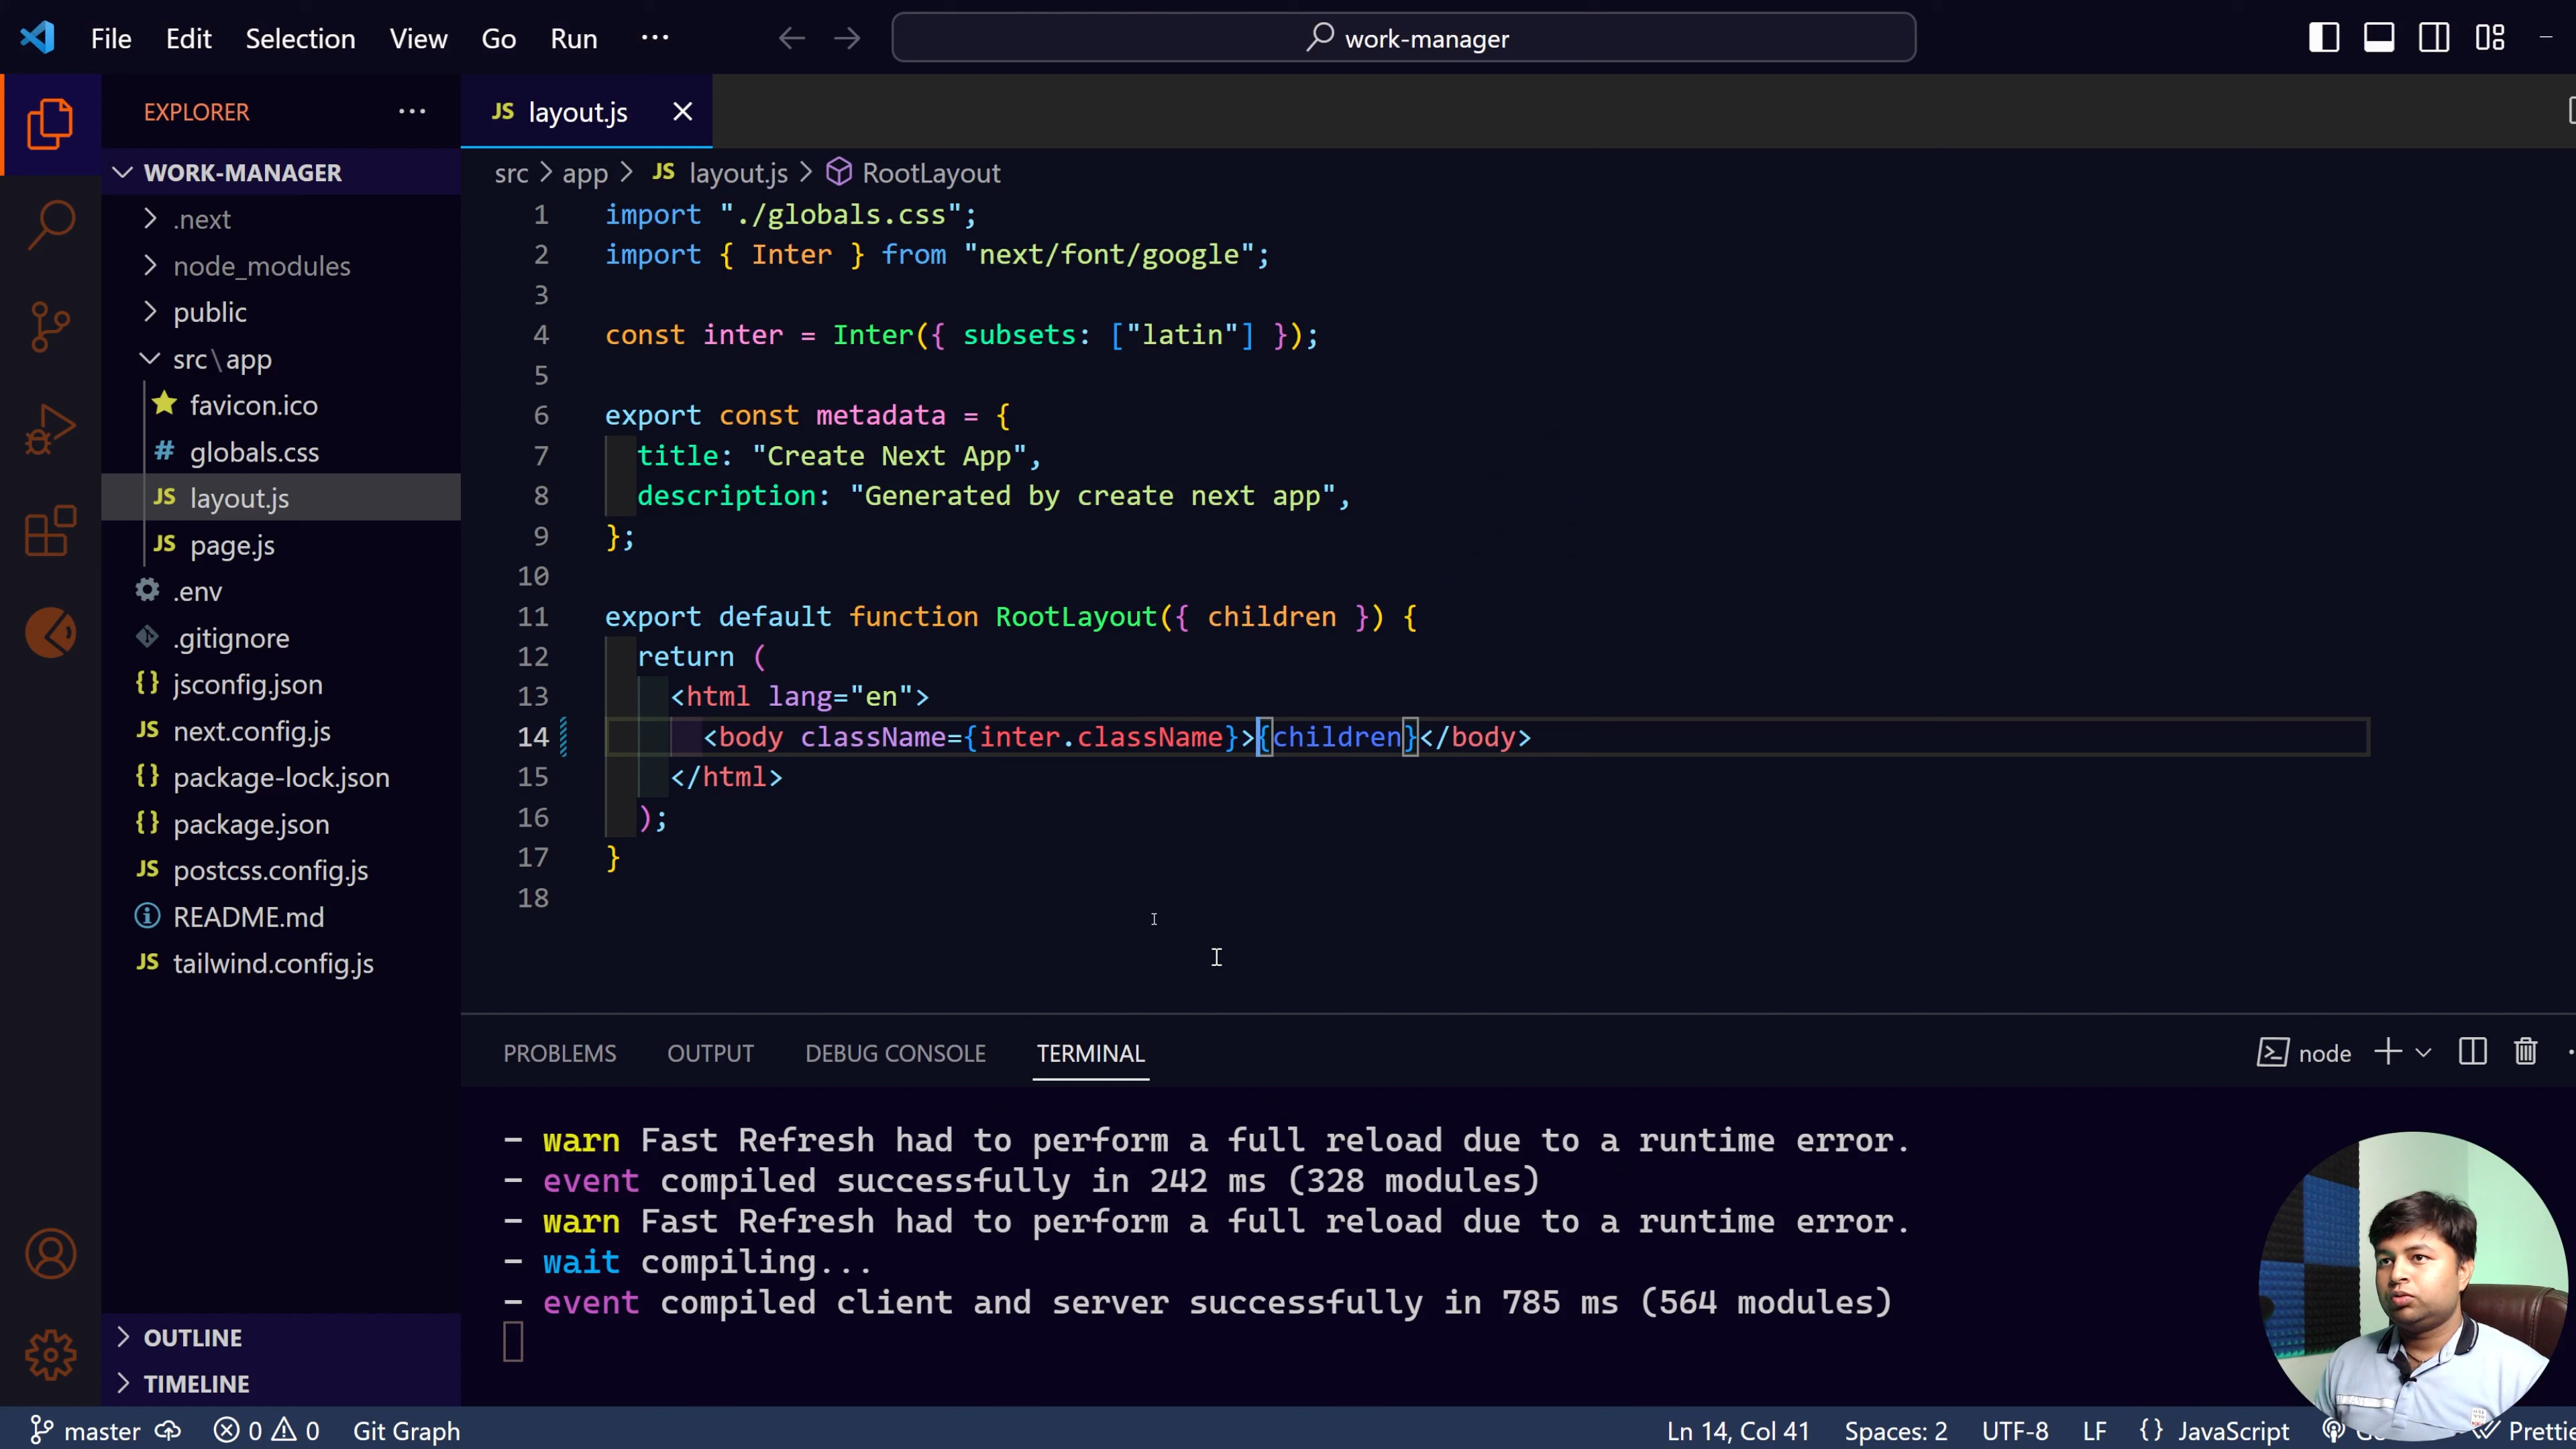 File Edit Selection View Go Run ··· work-manager
EXPLORER ···
WORK-MANAGER
.next
node_modules
public
src\app
favicon.ico
# globals.css
JS layout.js
JS page.js
.env
.gitignore
{} jsconfig.json
JS next.config.js
{} package-lock.json
{} package.json
JS postcss.config.js
README.md
JS tailwind.config.js
OUTLINE
TIMELINE
JS layout.js
src > app > JS layout.js > RootLayout
1 import "./globals.css";
2 import { Inter } from "next/font/google";
3
4 const inter = Inter({ subsets: ["latin"] });
5
6 export const metadata = {
7 title: "Create Next App",
8 description: "Generated by create next app",
9 };
10
11 export default function RootLayout({ children }) {
12 return (
13 <html lang="en">
14 <body className={inter.className}>{children}</body>
15 </html>
16 );
17 }
18
PROBLEMS OUTPUT DEBUG CONSOLE TERMINAL node
- warn Fast Refresh had to perform a full reload due to a runtime error.
- event compiled successfully in 242 ms (328 modules)
- warn Fast Refresh had to perform a full reload due to a runtime error.
- wait compiling...
- event compiled client and server successfully in 785 ms (564 modules)
master 0 0 Git Graph Ln 14, Col 41 Spaces: 2 UTF-8 LF {} JavaScript